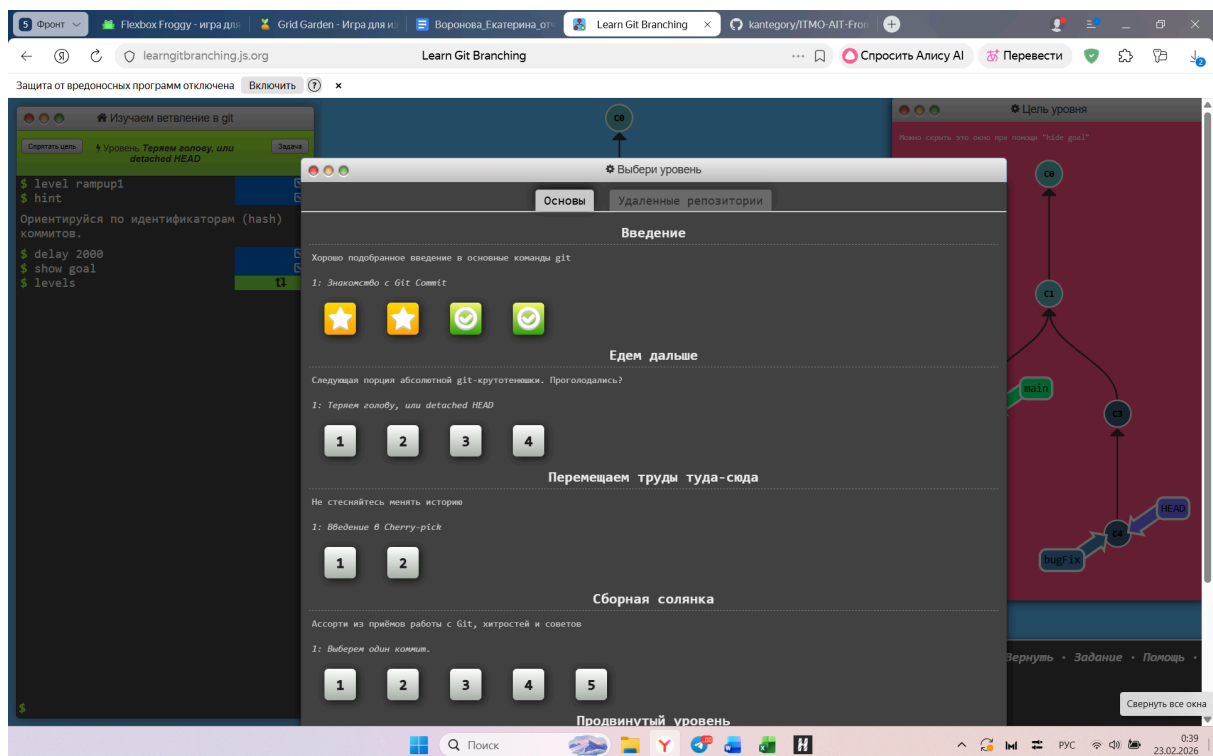 5 Фронт
Flexbox Froggy - игра для
Grid Garden - Игра для из
Воронова_Екатерина_отч
Learn Git Branching
kantegory/ITMO-AIT-Fron
learngitbranching.js.org
Learn Git Branching
Спросить Алису AI
Перевести
2
Защита от вредоносных программ отключена
Включить
Изучаем ветвление в git
Спрятать цель
Уровень Теряем голову, или detached HEAD
Задача
$ level rampup1
$ hint
Ориентируйся по идентификаторам (hash)
коммитов.
$ delay 2000
$ show goal
$ levels
$
C0
Цель уровня
Можно скрыть это окно при помощи "hide goal"
C0
C1
main
C3
HEAD
C4
bugFix
Выбери уровень
Основы
Удаленные репозитории
Введение
Хорошо подобранное введение в основные команды git
1: Знакомство с Git Commit
Едем дальше
Следующая порция абсолютной git-крутотенюшки. Проголодались?
1: Теряем голову, или detached HEAD
1 2 3 4
Перемещаем труды туда-сюда
Не стесняйтесь менять историю
1: Введение в Cherry-pick
1 2
Сборная солянка
Ассорти из приёмов работы с Git, хитростей и советов
1: Выберем один коммит.
1 2 3 4 5
Продвинутый уровень
Вернуть · Задание · Помощь ·
Свернуть все окна
Поиск
РУС
0:39
23.02.2026